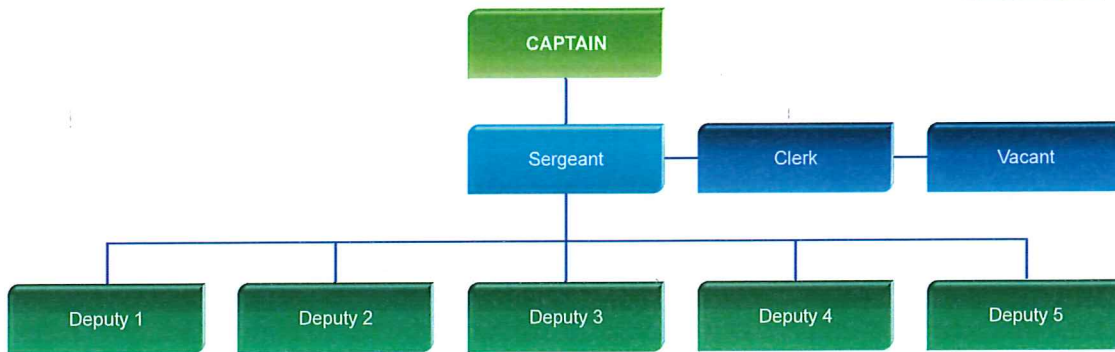 CAPTAIN
Sergeant
Clerk
Vacant
Deputy 1
Deputy 2
Deputy 3
Deputy 4
Deputy 5